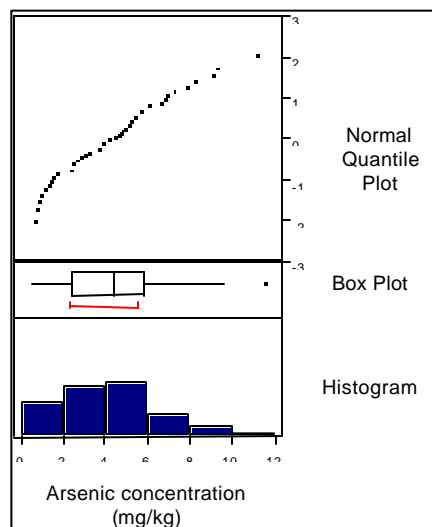 3
2
1
0
-1
-2
-3
Normal
Quantile
Plot
Box Plot
Histogram
0 2 4 6 8 10 12
Arsenic concentration
(mg/kg)